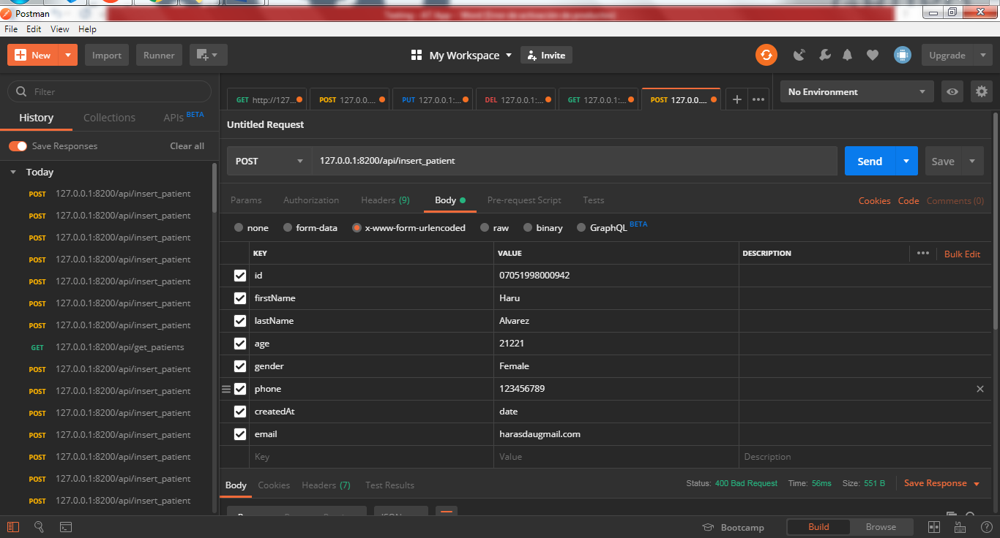 Postman
File Edit View Help
New Import Runner My Workspace Invite Upgrade
Filter
History Collections APIs BETA
Save Responses Clear all
Today
POST 127.0.0.1:8200/api/insert_patient
POST 127.0.0.1:8200/api/insert_patient
POST 127.0.0.1:8200/api/insert_patient
POST 127.0.0.1:8200/api/insert_patient
POST 127.0.0.1:8200/api/insert_patient
POST 127.0.0.1:8200/api/insert_patient
POST 127.0.0.1:8200/api/insert_patient
GET 127.0.0.1:8200/api/get_patients
POST 127.0.0.1:8200/api/insert_patient
POST 127.0.0.1:8200/api/insert_patient
POST 127.0.0.1:8200/api/insert_patient
POST 127.0.0.1:8200/api/insert_patient
POST 127.0.0.1:8200/api/insert_patient
POST 127.0.0.1:8200/api/insert_patient
POST 127.0.0.1:8200/api/insert_patient
GET http://127... POST 127.0.0.... PUT 127.0.0.1:... DEL 127.0.0.1:... GET 127.0.0.1:... POST 127.0.0.... No Environment
Untitled Request
POST 127.0.0.1:8200/api/insert_patient Send Save
Params Authorization Headers (9) Body Pre-request Script Tests Cookies Code Comments (0)
none form-data x-www-form-urlencoded raw binary GraphQL BETA
KEY VALUE DESCRIPTION Bulk Edit
id 07051998000942
firstName Haru
lastName Alvarez
age 21221
gender Female
phone 123456789
createdAt date
email harasdaugmail.com
Key Value Description
Body Cookies Headers (7) Test Results Status: 400 Bad Request Time: 56ms Size: 551 B Save Response
Bootcamp Build Browse